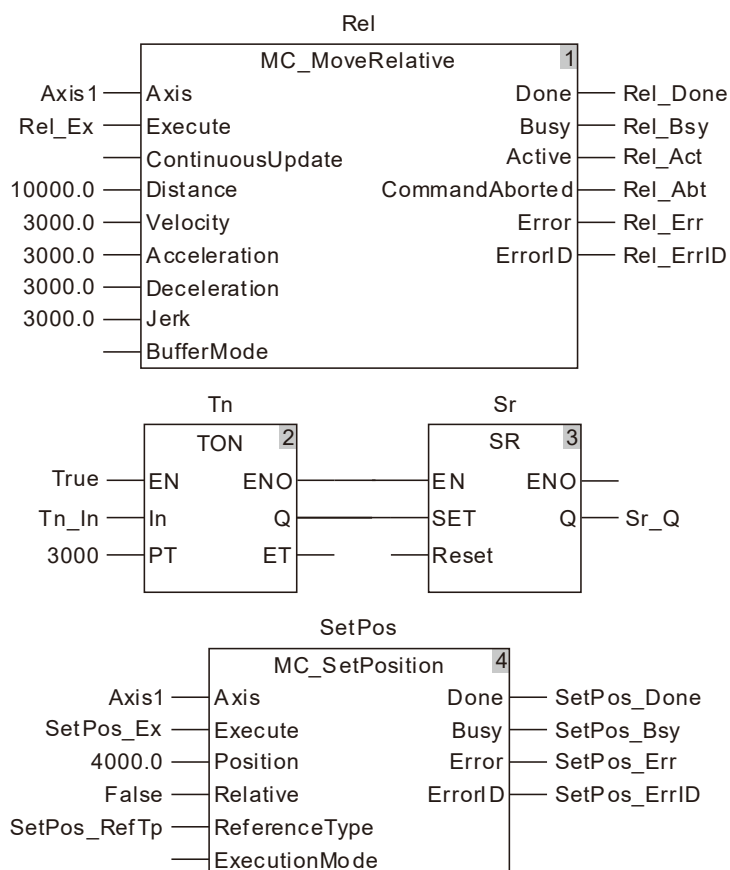 Rel
MC_MoveRelative 1
Axis1 Axis Done Rel_Done
Rel_Ex Execute Busy Rel_Bsy
ContinuousUpdate Active Rel_Act
10000.0 Distance CommandAborted Rel_Abt
3000.0 Velocity Error Rel_Err
3000.0 Acceleration ErrorID Rel_ErrID
3000.0 Deceleration
3000.0 Jerk
BufferMode
Tn Sr
TON 2 SR 3
True EN ENO EN ENO
Tn_In In Q SET Q Sr_Q
3000 PT ET Reset
SetPos
MC_SetPosition 4
Axis1 Axis Done SetPos_Done
SetPos_Ex Execute Busy SetPos_Bsy
4000.0 Position Error SetPos_Err
False Relative ErrorID SetPos_ErrID
SetPos_RefTp ReferenceType
ExecutionMode